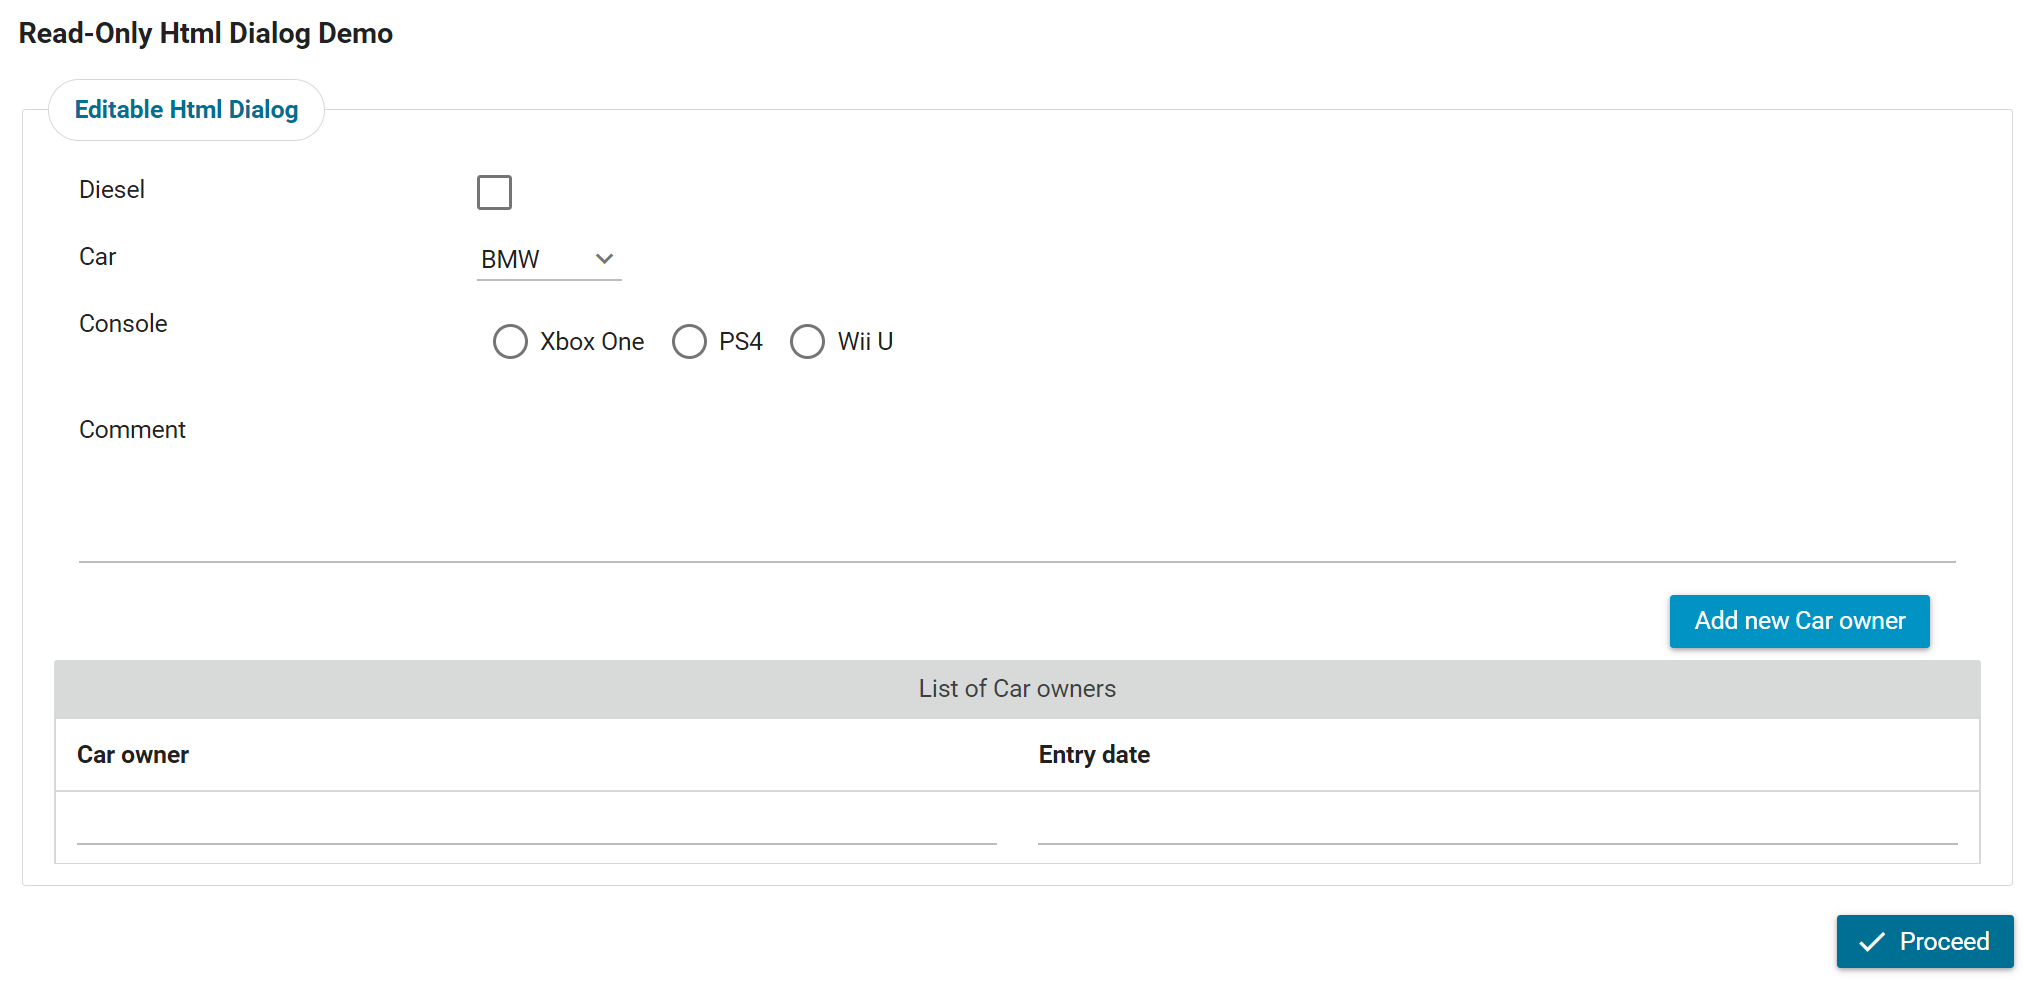 Read-Only Html Dialog Demo
Editable Html Dialog
Diesel
Car
BMW
Console
Xbox One PS4 Wii U
Comment
Add new Car owner
List of Car owners
Car owner Entry date
Proceed